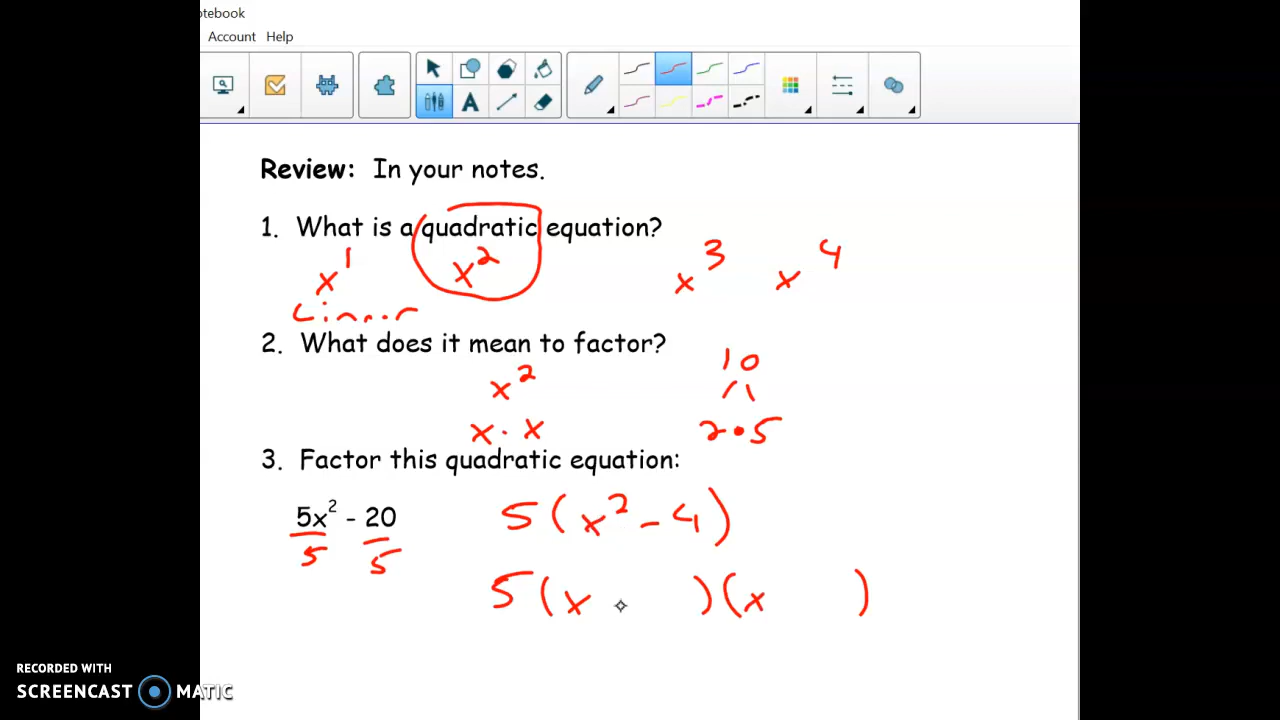 otebook
Account Help
Review: In your notes.
1. What is a quadratic equation?
x¹ x² x³ x⁴
Linear
2. What does it mean to factor?
x² 10
x · x 2 • 5
3. Factor this quadratic equation:
5x² - 20 5(x² - 4)
5 5
5(x )(x )
RECORDED WITH
SCREENCAST MATIC